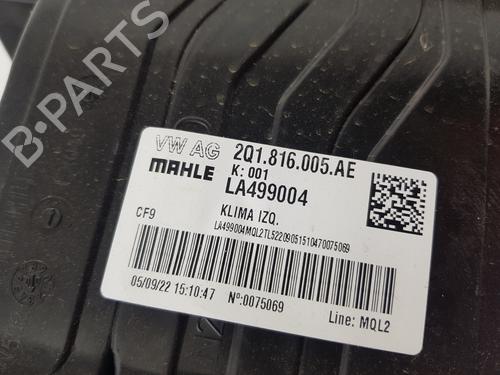 B-PARTS
VW AG
2Q1.816.005.AE
MAHLE
K: 001
LA499004
KLIMA IZQ.
CF9
LA499004MQL2TL52209051510470075069
05/09/22 15:10:47
Nº:0075069
Line: MQL2